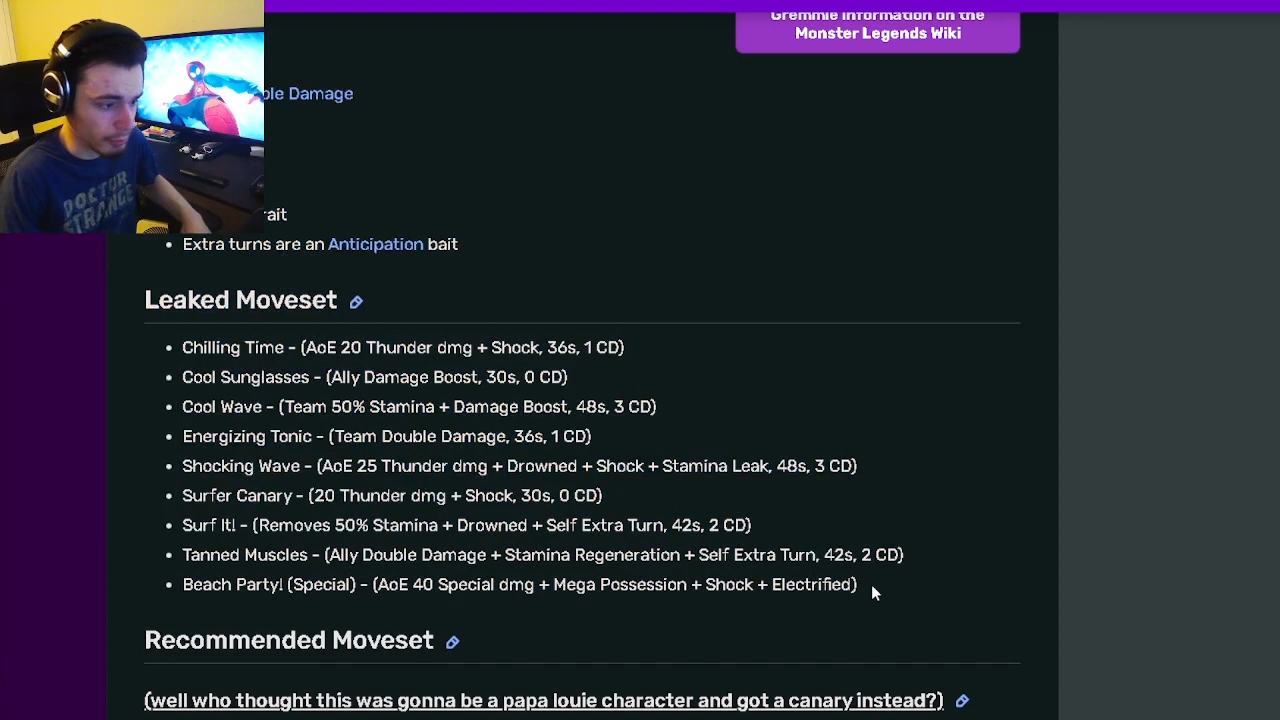 Gremmie information on the
Monster Legends Wiki
ble Damage
rait
DOCTOR
STRANGE
• Extra turns are an Anticipation bait
Leaked Moveset
• Chilling Time - (AoE 20 Thunder dmg + Shock, 36s, 1 CD)
• Cool Sunglasses - (Ally Damage Boost, 30s, 0 CD)
• Cool Wave - (Team 50% Stamina + Damage Boost, 48s, 3 CD)
• Energizing Tonic - (Team Double Damage, 36s, 1 CD)
• Shocking Wave - (AoE 25 Thunder dmg + Drowned + Shock + Stamina Leak, 48s, 3 CD)
• Surfer Canary - (20 Thunder dmg + Shock, 30s, 0 CD)
• Surf It! - (Removes 50% Stamina + Drowned + Self Extra Turn, 42s, 2 CD)
• Tanned Muscles - (Ally Double Damage + Stamina Regeneration + Self Extra Turn, 42s, 2 CD)
• Beach Party! (Special) - (AoE 40 Special dmg + Mega Possession + Shock + Electrified)
Recommended Moveset
(well who thought this was gonna be a papa louie character and got a canary instead?)